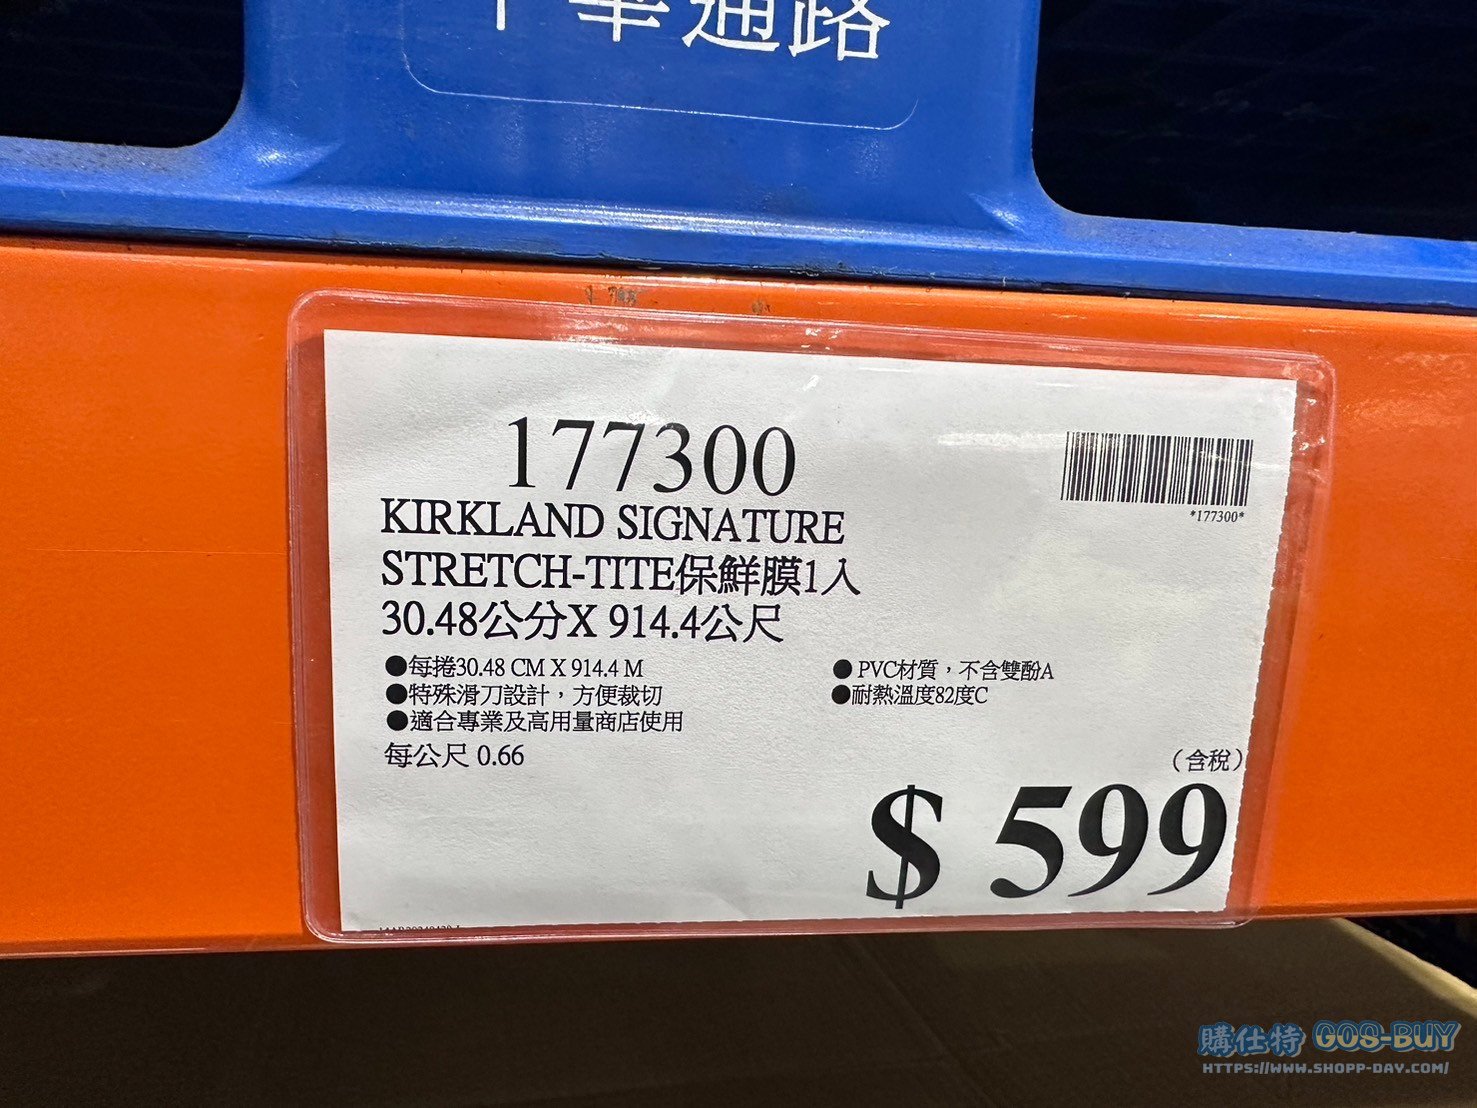 華通路
177300
*177300*
KIRKLAND SIGNATURE
STRETCH-TITE保鮮膜1入
30.48公分X 914.4公尺
●每捲30.48 CM X 914.4 M
●特殊滑刀設計，方便裁切
●適合專業及高用量商店使用
●PVC材質，不含雙酚A
●耐熱溫度82度C
每公尺 0.66
（含稅）
$ 599
購仕特 GOS-BUY
HTTPS://WWW.SHOPP-DAY.COM/